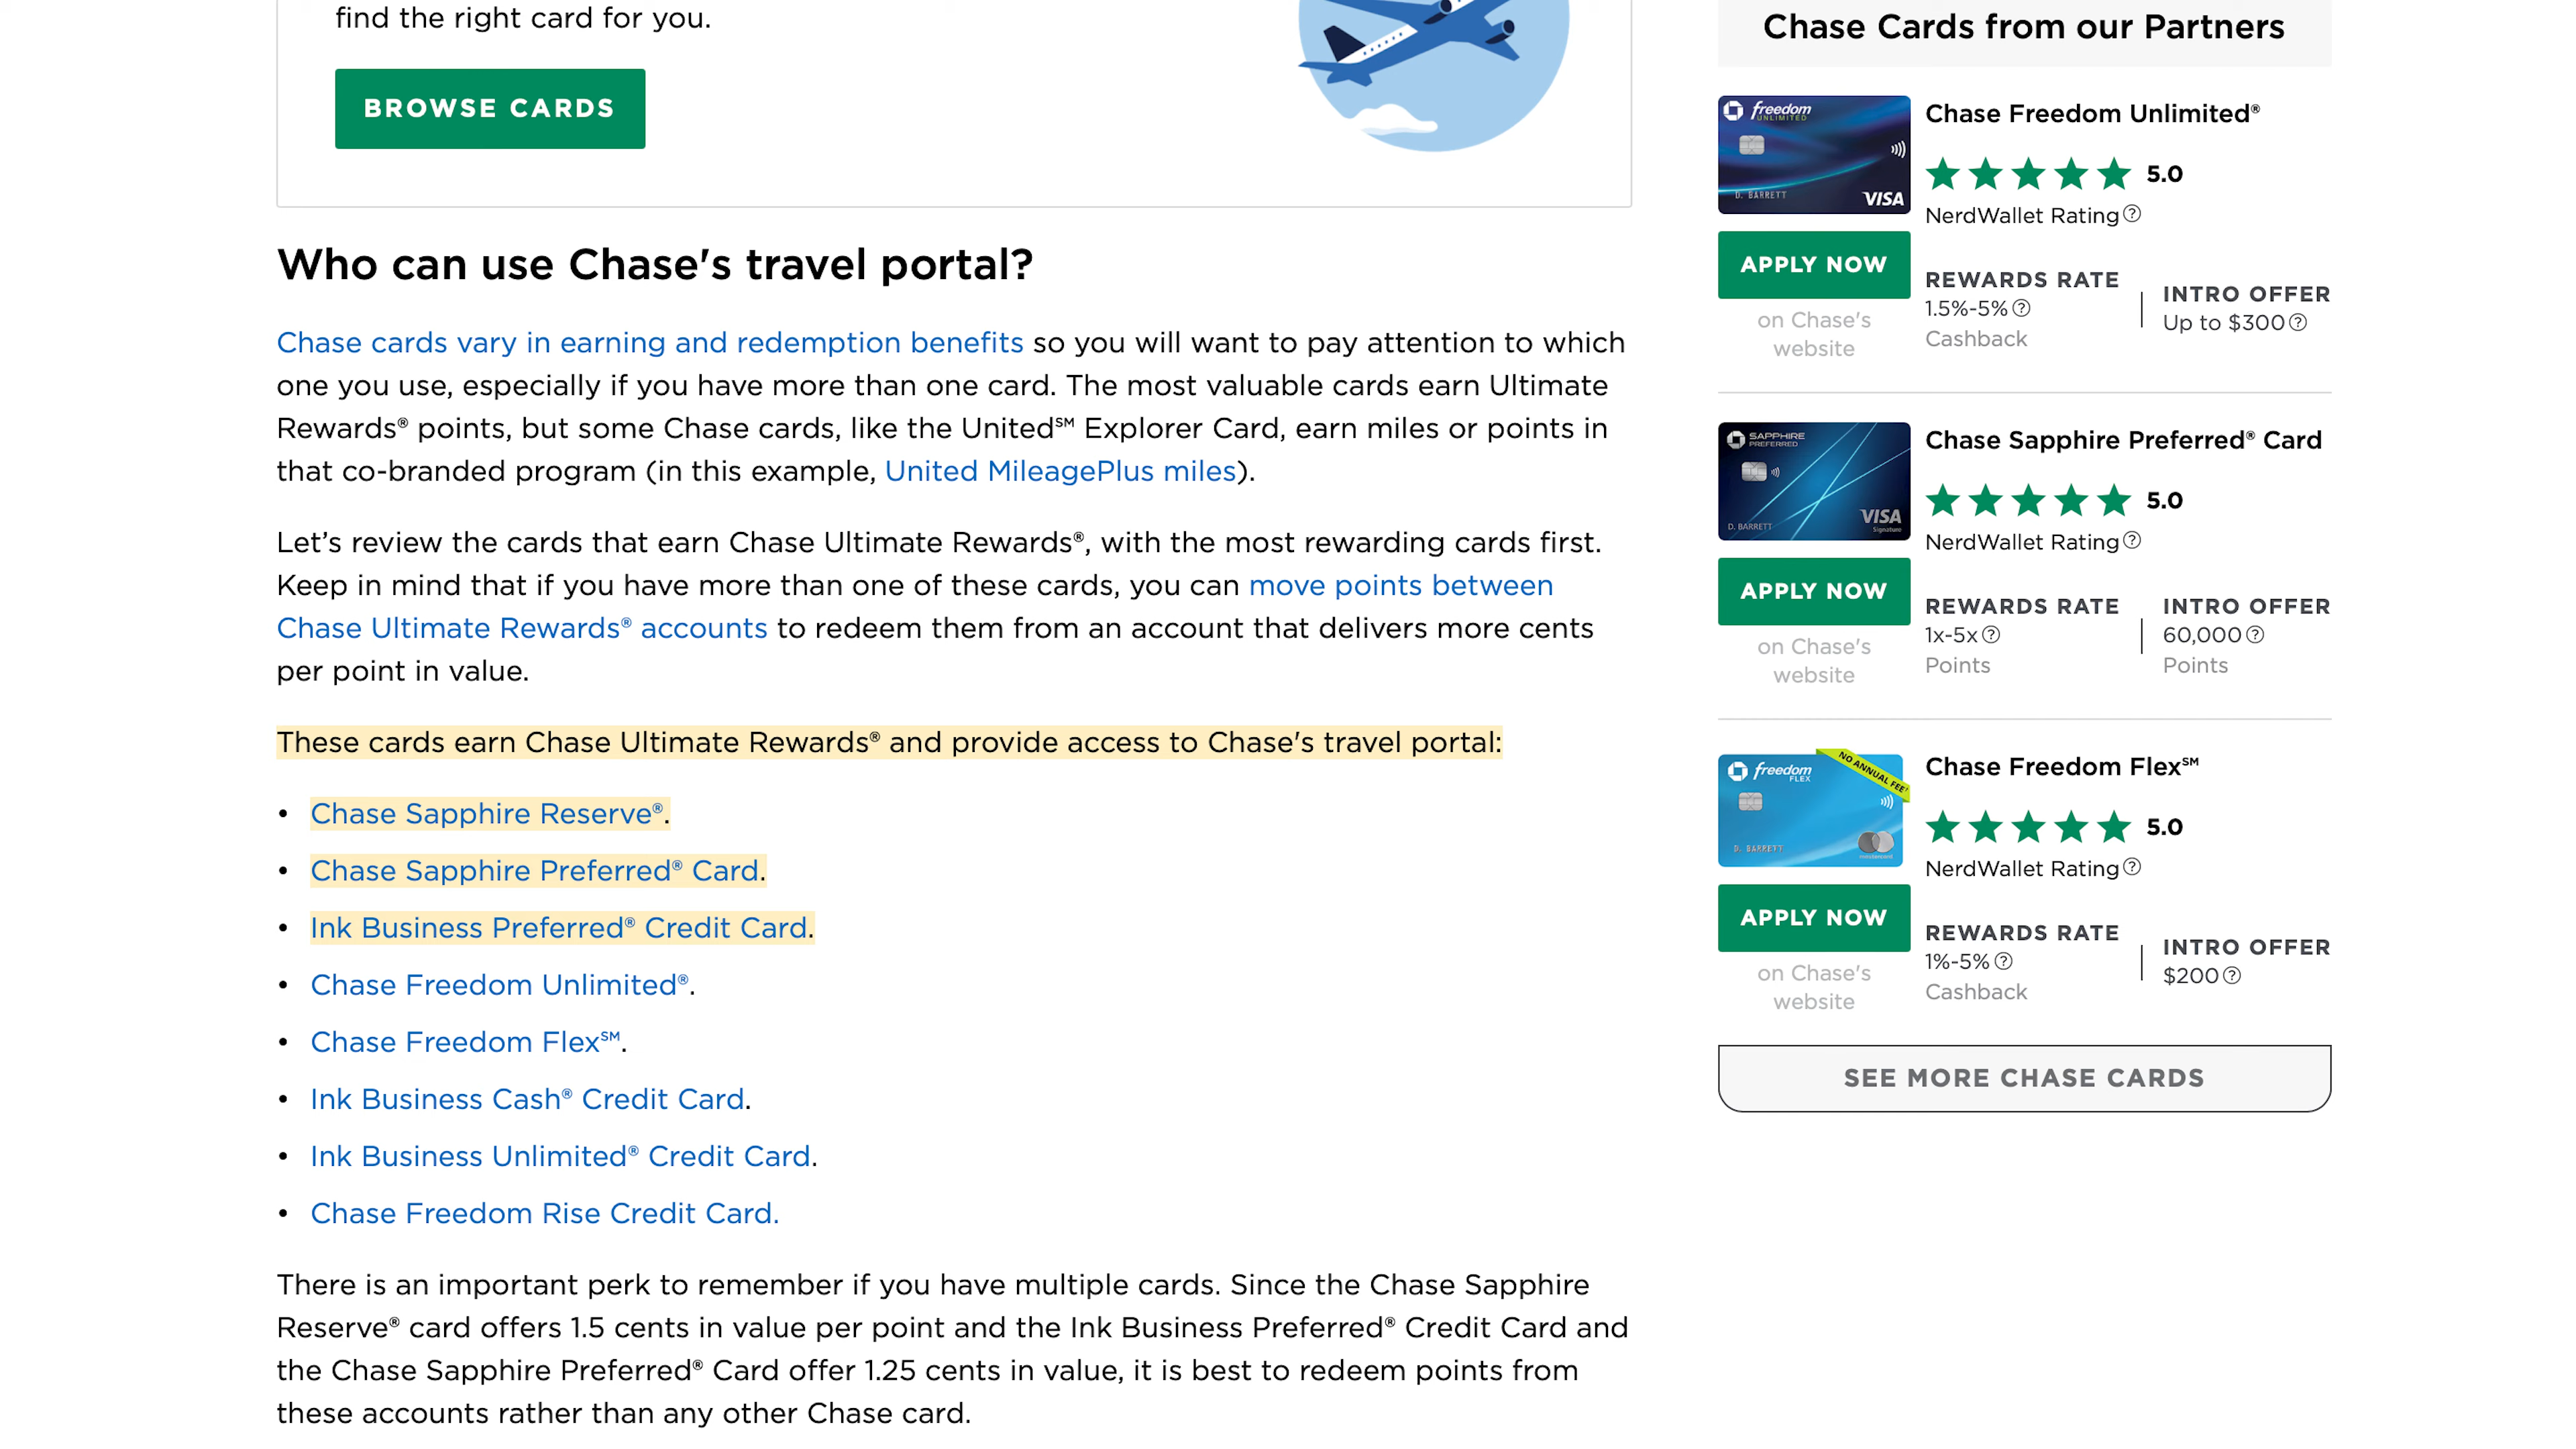 find the right card for you.
BROWSE CARDS
Who can use Chase's travel portal?
Chase cards vary in earning and redemption benefits so you will want to pay attention to which
one you use, especially if you have more than one card. The most valuable cards earn Ultimate
Rewards® points, but some Chase cards, like the United℠ Explorer Card, earn miles or points in
that co-branded program (in this example, United MileagePlus miles).
Let’s review the cards that earn Chase Ultimate Rewards®, with the most rewarding cards first.
Keep in mind that if you have more than one of these cards, you can move points between
Chase Ultimate Rewards® accounts to redeem them from an account that delivers more cents
per point in value.
These cards earn Chase Ultimate Rewards® and provide access to Chase's travel portal:
• Chase Sapphire Reserve®.
• Chase Sapphire Preferred® Card.
• Ink Business Preferred® Credit Card.
• Chase Freedom Unlimited®.
• Chase Freedom Flex℠.
• Ink Business Cash® Credit Card.
• Ink Business Unlimited® Credit Card.
• Chase Freedom Rise Credit Card.
There is an important perk to remember if you have multiple cards. Since the Chase Sapphire
Reserve® card offers 1.5 cents in value per point and the Ink Business Preferred® Credit Card and
the Chase Sapphire Preferred® Card offer 1.25 cents in value, it is best to redeem points from
these accounts rather than any other Chase card.
Chase Cards from our Partners
freedom
UNLIMITED
D. BARRETT
VISA
Chase Freedom Unlimited®
5.0
NerdWallet Rating
APPLY NOW
on Chase's
website
REWARDS RATE
1.5%-5%
Cashback
INTRO OFFER
Up to $300
SAPPHIRE
PREFERRED
D. BARRETT
VISA
Signature
Chase Sapphire Preferred® Card
5.0
NerdWallet Rating
APPLY NOW
on Chase's
website
REWARDS RATE
1x-5x
Points
INTRO OFFER
60,000
Points
freedom
FLEX
NO ANNUAL FEE
D. BARRETT
mastercard
Chase Freedom Flex℠
5.0
NerdWallet Rating
APPLY NOW
on Chase's
website
REWARDS RATE
1%-5%
Cashback
INTRO OFFER
$200
SEE MORE CHASE CARDS